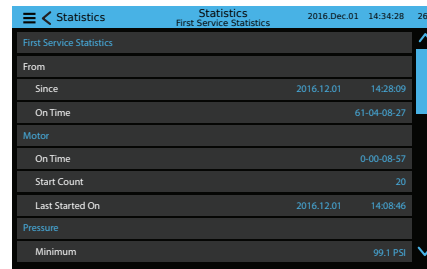 Statistics
Statistics
First Service Statistics
2016.Dec.01 14:34:28 26
First Service Statistics
From
Since 2016.12.01 14:28:09
On Time 61-04-08-27
Motor
On Time 0-00-08-57
Start Count 20
Last Started On 2016.12.01 14:08:46
Pressure
Minimum 99.1 PSI